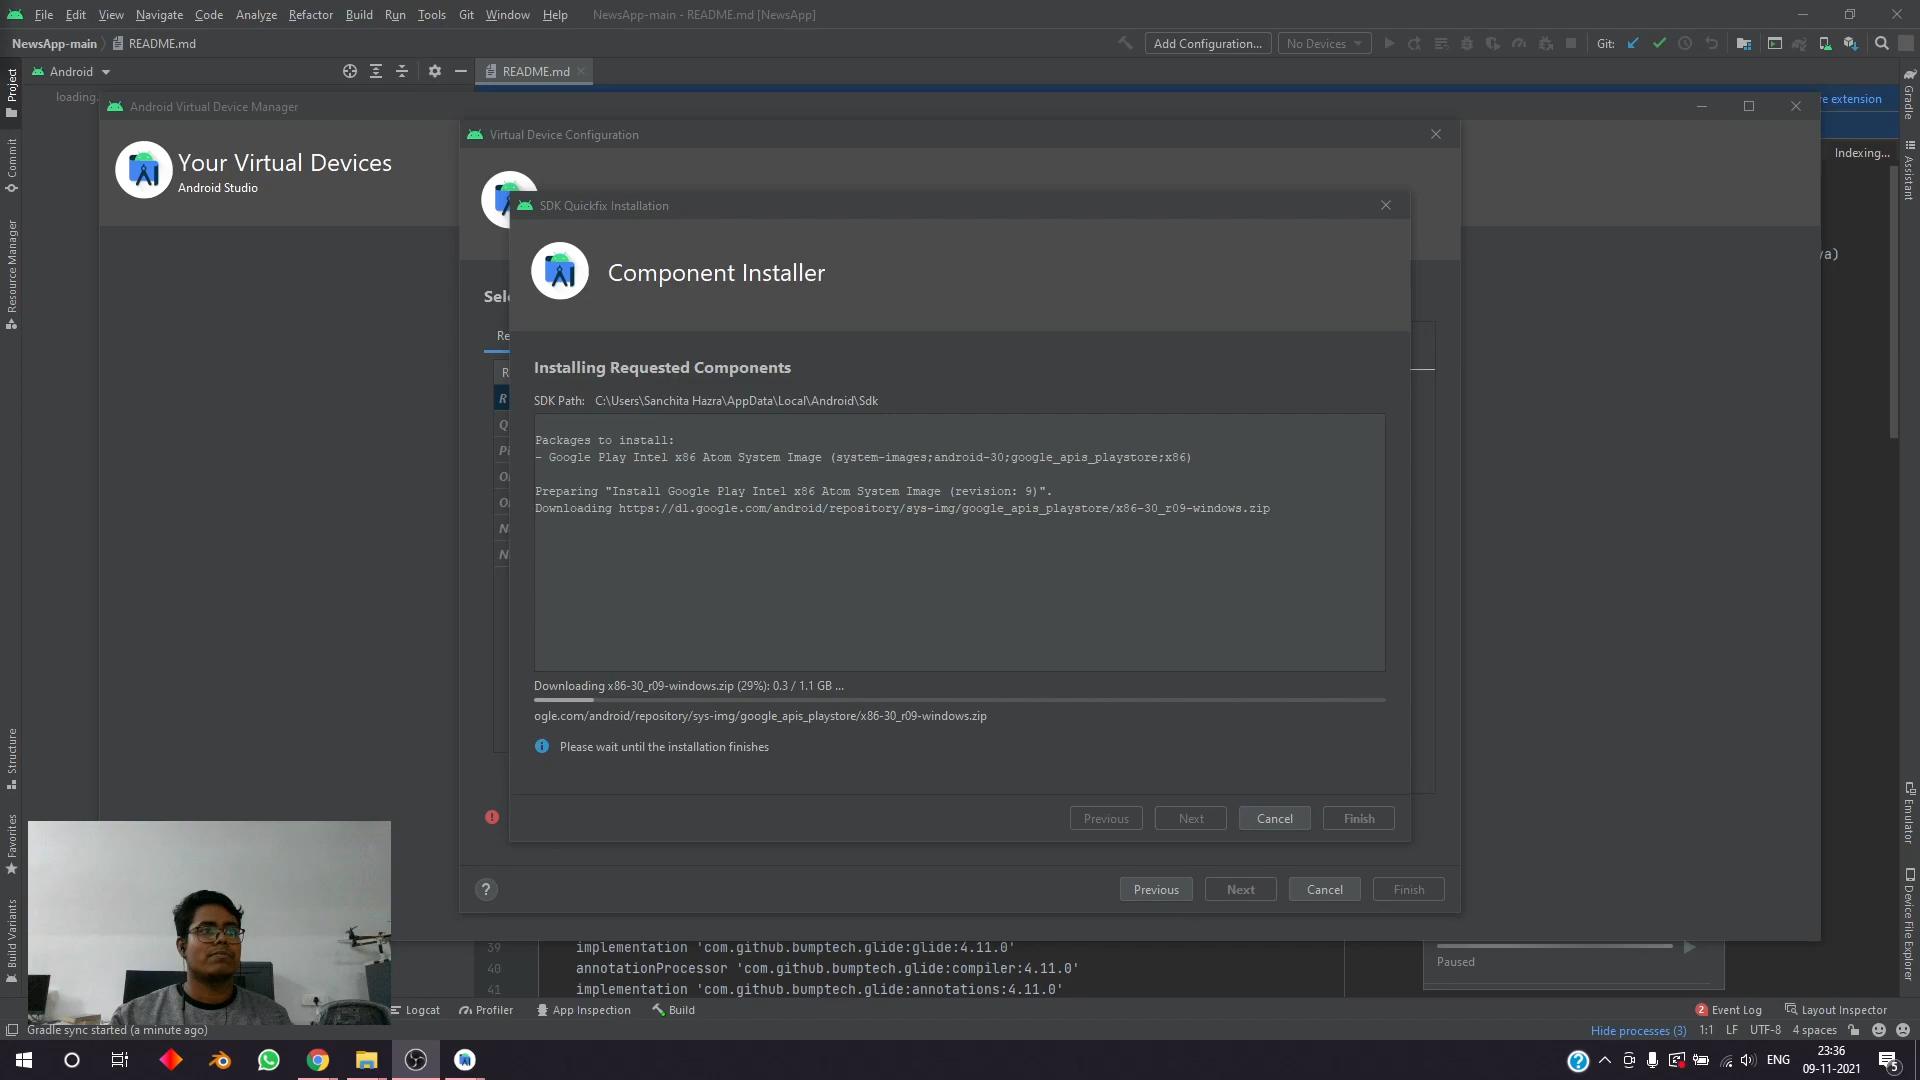 File Edit View Navigate Code Analyze Refactor Build Run Tools Git Window Help NewsApp-main - README.md [NewsApp]
NewsApp-main README.md Add Configuration... No Devices Git:
Project
Android
README.md
Gradle
loading.
Android Virtual Device Manager
e extension
Virtual Device Configuration
Commit
Your Virtual Devices
Android Studio
Indexing...
Assistant
SDK Quickfix Installation
Resource Manager
Component Installer
va)
Sele
Re
Installing Requested Components
R
SDK Path: C:\Users\Sanchita Hazra\AppData\Local\Android\Sdk
R
Q
Pi
O
O
N
N
Packages to install:
- Google Play Intel x86 Atom System Image (system-images;android-30;google_apis_playstore;x86)
Preparing "Install Google Play Intel x86 Atom System Image (revision: 9)".
Downloading https://dl.google.com/android/repository/sys-img/google_apis_playstore/x86-30_r09-windows.zip
Downloading x86-30_r09-windows.zip (29%): 0.3 / 1.1 GB ...
ogle.com/android/repository/sys-img/google_apis_playstore/x86-30_r09-windows.zip
Please wait until the installation finishes
Previous Next Cancel Finish
Structure
Favorites
Build Variants
Emulator
Device File Explorer
? Previous Next Cancel Finish
39 implementation 'com.github.bumptech.glide:glide:4.11.0'
40 annotationProcessor 'com.github.bumptech.glide:compiler:4.11.0'
41 implementation 'com.github.bumptech.glide:annotations:4.11.0'
Paused
Logcat Profiler App Inspection Build 2 Event Log Layout Inspector
Gradle sync started (a minute ago) Hide processes (3) 1:1 LF UTF-8 4 spaces
ENG
23:36
09-11-2021
5